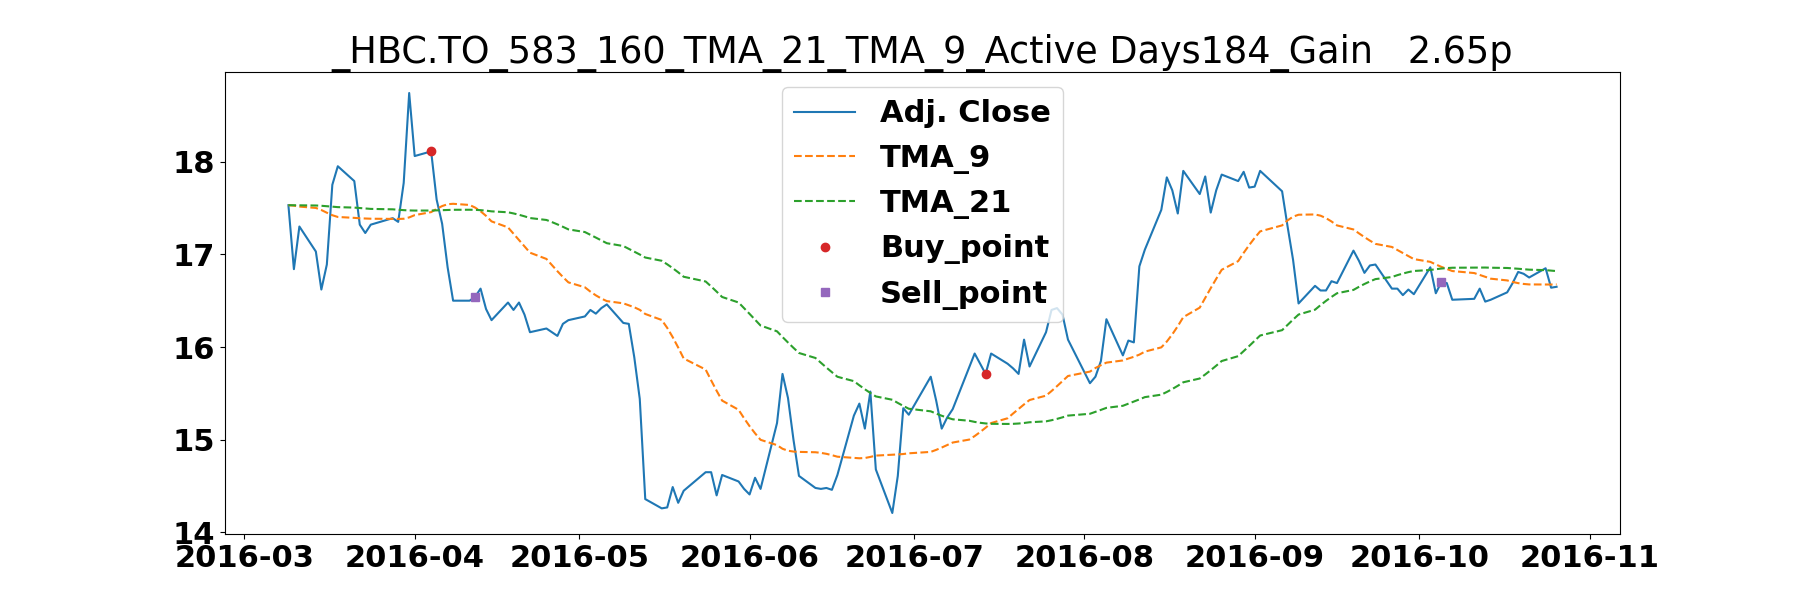 _HBC.TO_583_160_TMA_21_TMA_9_Active Days184_Gain   2.65p
Adj. Close
TMA_9
TMA_21
Buy_point
Sell_point
18
17
16
15
14
2016-03 2016-04 2016-05 2016-06 2016-07 2016-08 2016-09 2016-10 2016-11